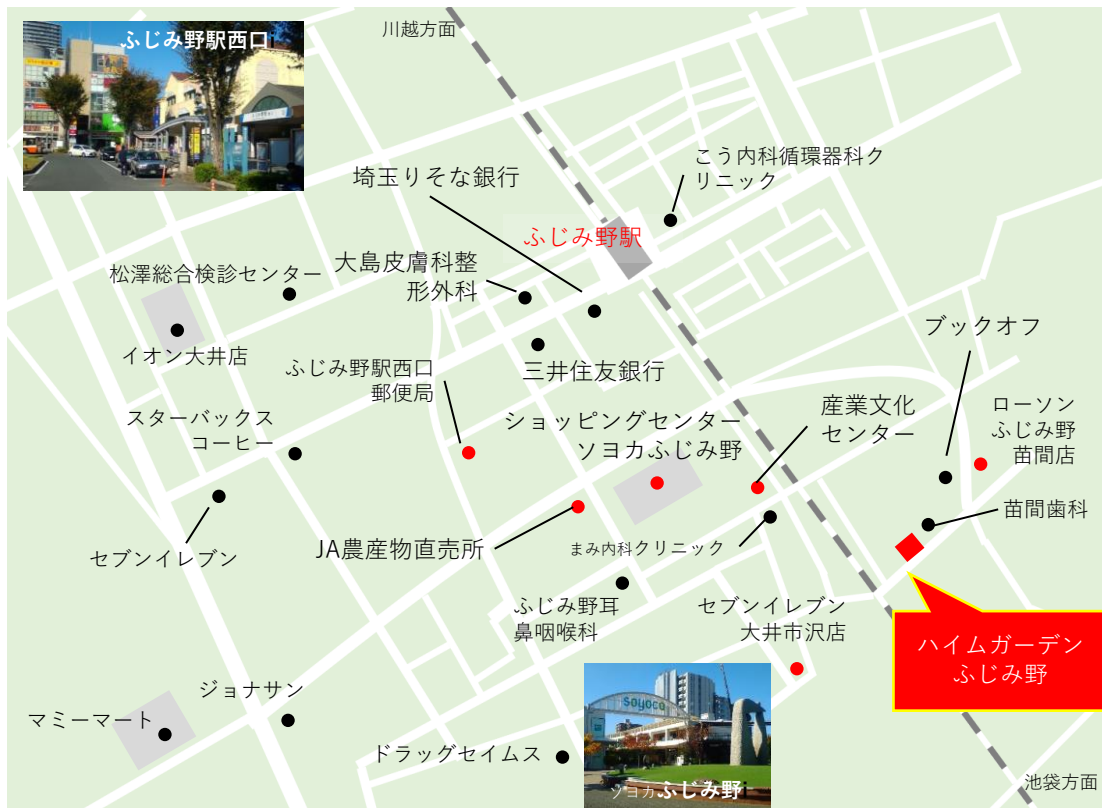 川越方面
ふじみ野駅西口
こう内科循環器科ク
リニック
埼玉りそな銀行
ふじみ野駅
大島皮膚科整
形外科
松澤総合検診センター
イオン大井店
ブックオフ
ふじみ野駅西口
郵便局
三井住友銀行
スターバックス
コーヒー
ショッピングセンター
ソヨカふじみ野
産業文化
センター
ローソン
ふじみ野
苗間店
苗間歯科
セブンイレブン
JA農産物直売所
まみ内科クリニック
ふじみ野耳
鼻咽喉科
セブンイレブン
大井市沢店
ハイムガーデン
ふじみ野
ジョナサン
マミーマート
soyoca
ドラッグセイムス
ソヨカふじみ野
池袋方面